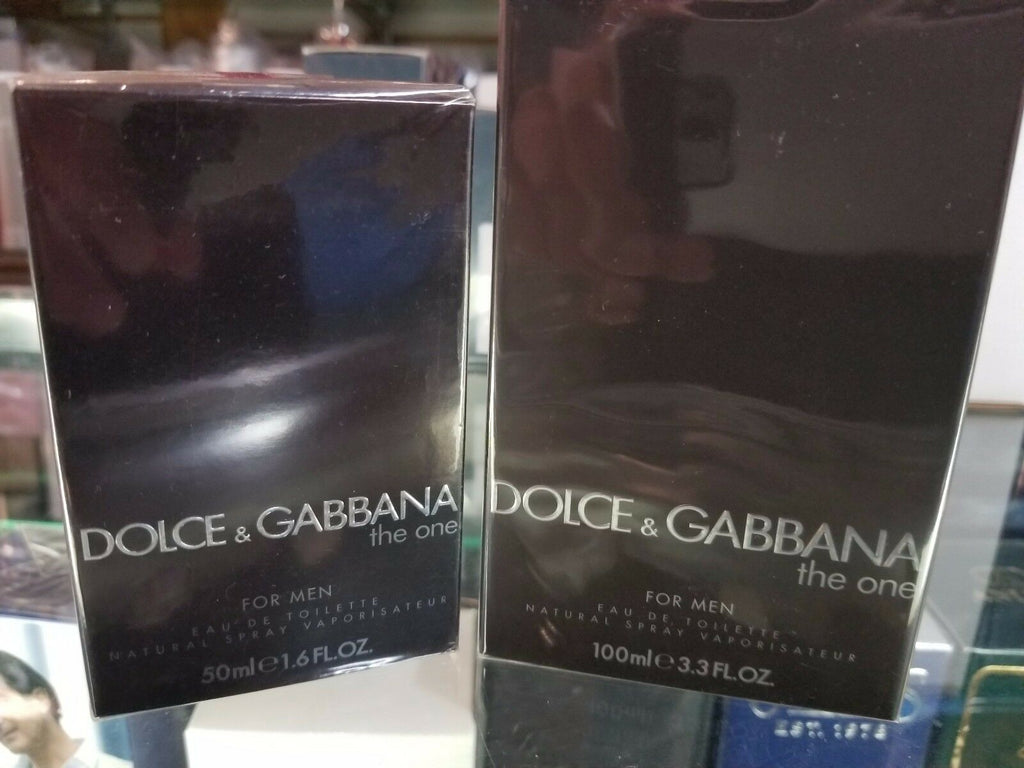 DOLCE & GABBANA
the one
FOR MEN
EAU DE TOILETTE
NATURAL SPRAY VAPORISATEUR
50ml e 1.6 FL.OZ.
DOLCE & GABBANA
the one
FOR MEN
EAU DE TOILETTE
NATURAL SPRAY VAPORISATEUR
100ml e 3.3 FL.OZ.